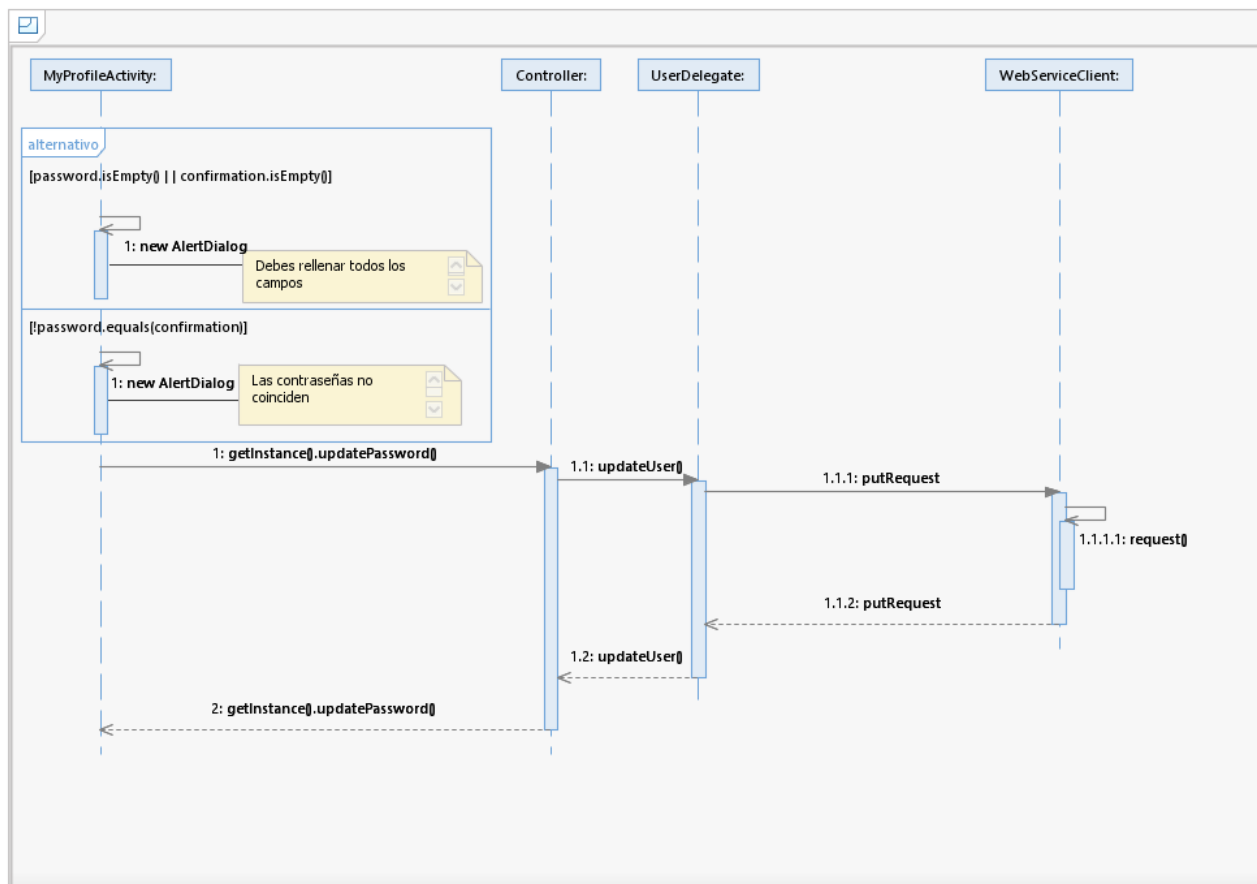 MyProfileActivity:
Controller:
UserDelegate:
WebServiceClient:
alternativo
[password.isEmpty() || confirmation.isEmpty()]
1: new AlertDialog
Debes rellenar todos los
campos
[!password.equals(confirmation)]
1: new AlertDialog
Las contraseñas no
coinciden
1: getInstance().updatePassword()
1.1: updateUser()
1.1.1: putRequest
1.1.1.1: request()
1.1.2: putRequest
1.2: updateUser()
2: getInstance().updatePassword()